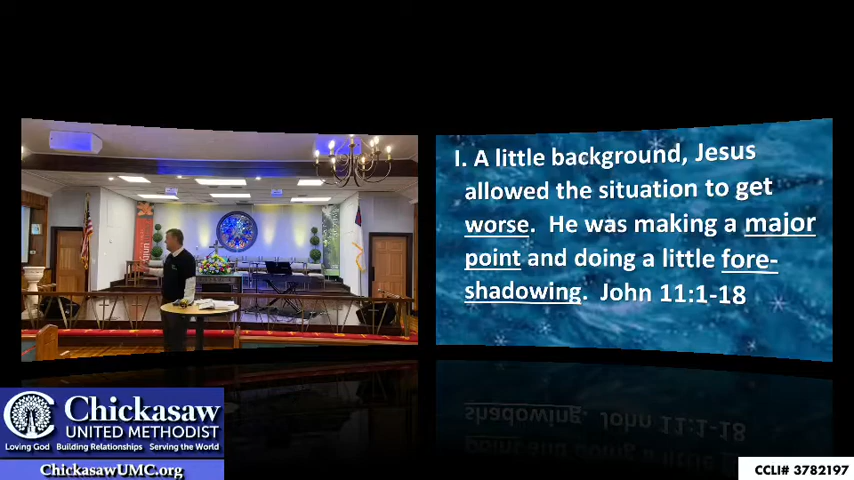 I. A little background, Jesus
allowed the situation to get
worse. He was making a major
point and doing a little fore-
shadowing. John 11:1-18
Chickasaw
UNITED METHODIST
Loving God Building Relationships Serving the World
ChickasawUMC.org
CCLI# 3782197